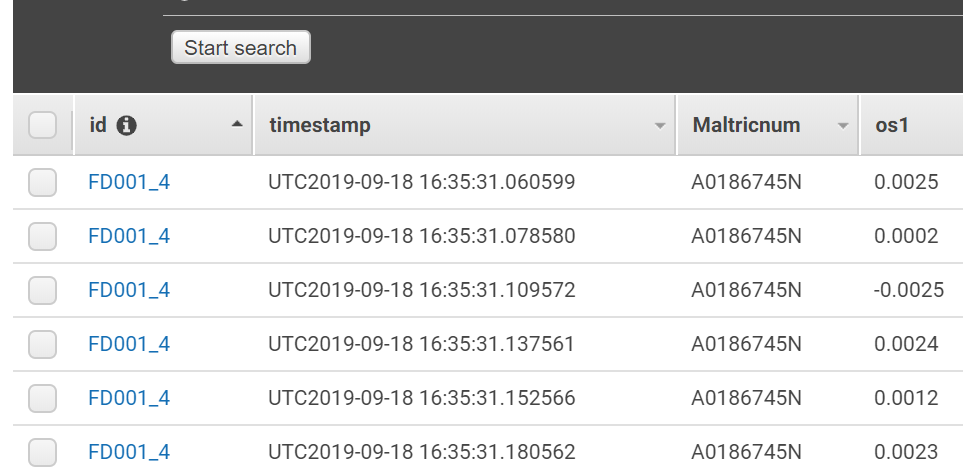 Start search
id timestamp Maltricnum os1
FD001_4 UTC2019-09-18 16:35:31.060599 A0186745N 0.0025
FD001_4 UTC2019-09-18 16:35:31.078580 A0186745N 0.0002
FD001_4 UTC2019-09-18 16:35:31.109572 A0186745N -0.0025
FD001_4 UTC2019-09-18 16:35:31.137561 A0186745N 0.0024
FD001_4 UTC2019-09-18 16:35:31.152566 A0186745N 0.0012
FD001_4 UTC2019-09-18 16:35:31.180562 A0186745N 0.0023